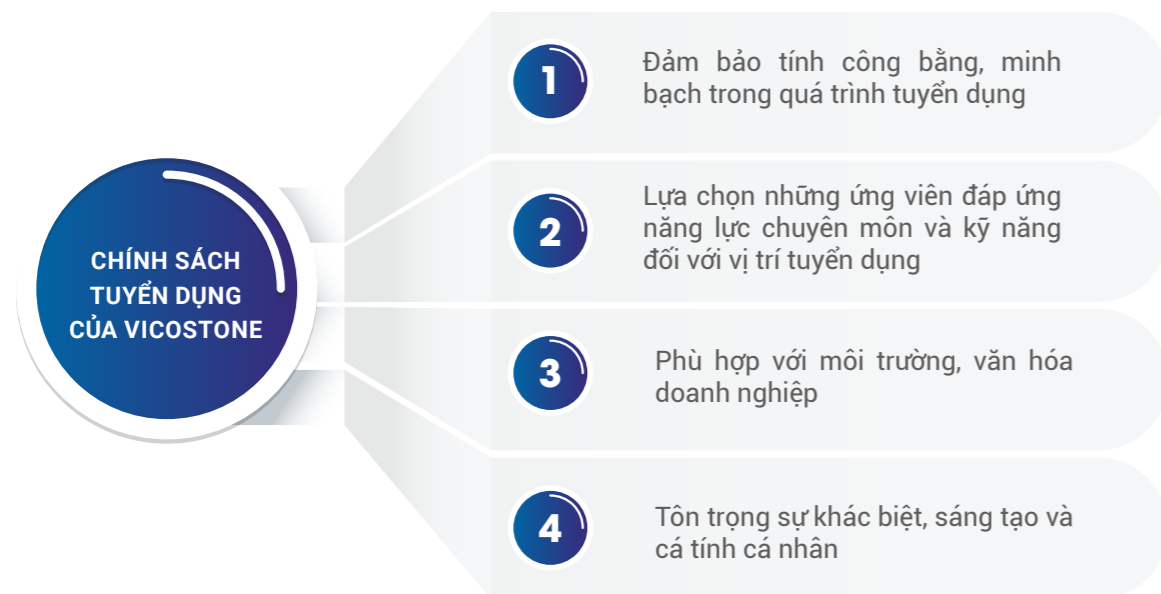 CHÍNH SÁCH
TUYỂN DỤNG
CỦA VICOSTONE
1
Đảm bảo tính công bằng, minh
bạch trong quá trình tuyển dụng
2
Lựa chọn những ứng viên đáp ứng
năng lực chuyên môn và kỹ năng
đối với vị trí tuyển dụng
3
Phù hợp với môi trường, văn hóa
doanh nghiệp
4
Tôn trọng sự khác biệt, sáng tạo và
cá tính cá nhân